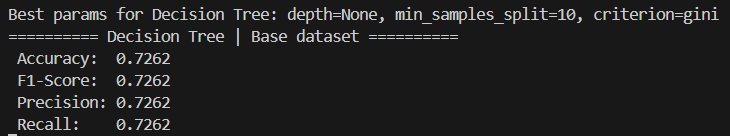 Best params for Decision Tree: depth=None, min_samples_split=10, criterion=gini
========== Decision Tree | Base dataset ==========
Accuracy: 0.7262
F1-Score: 0.7262
Precision: 0.7262
Recall: 0.7262